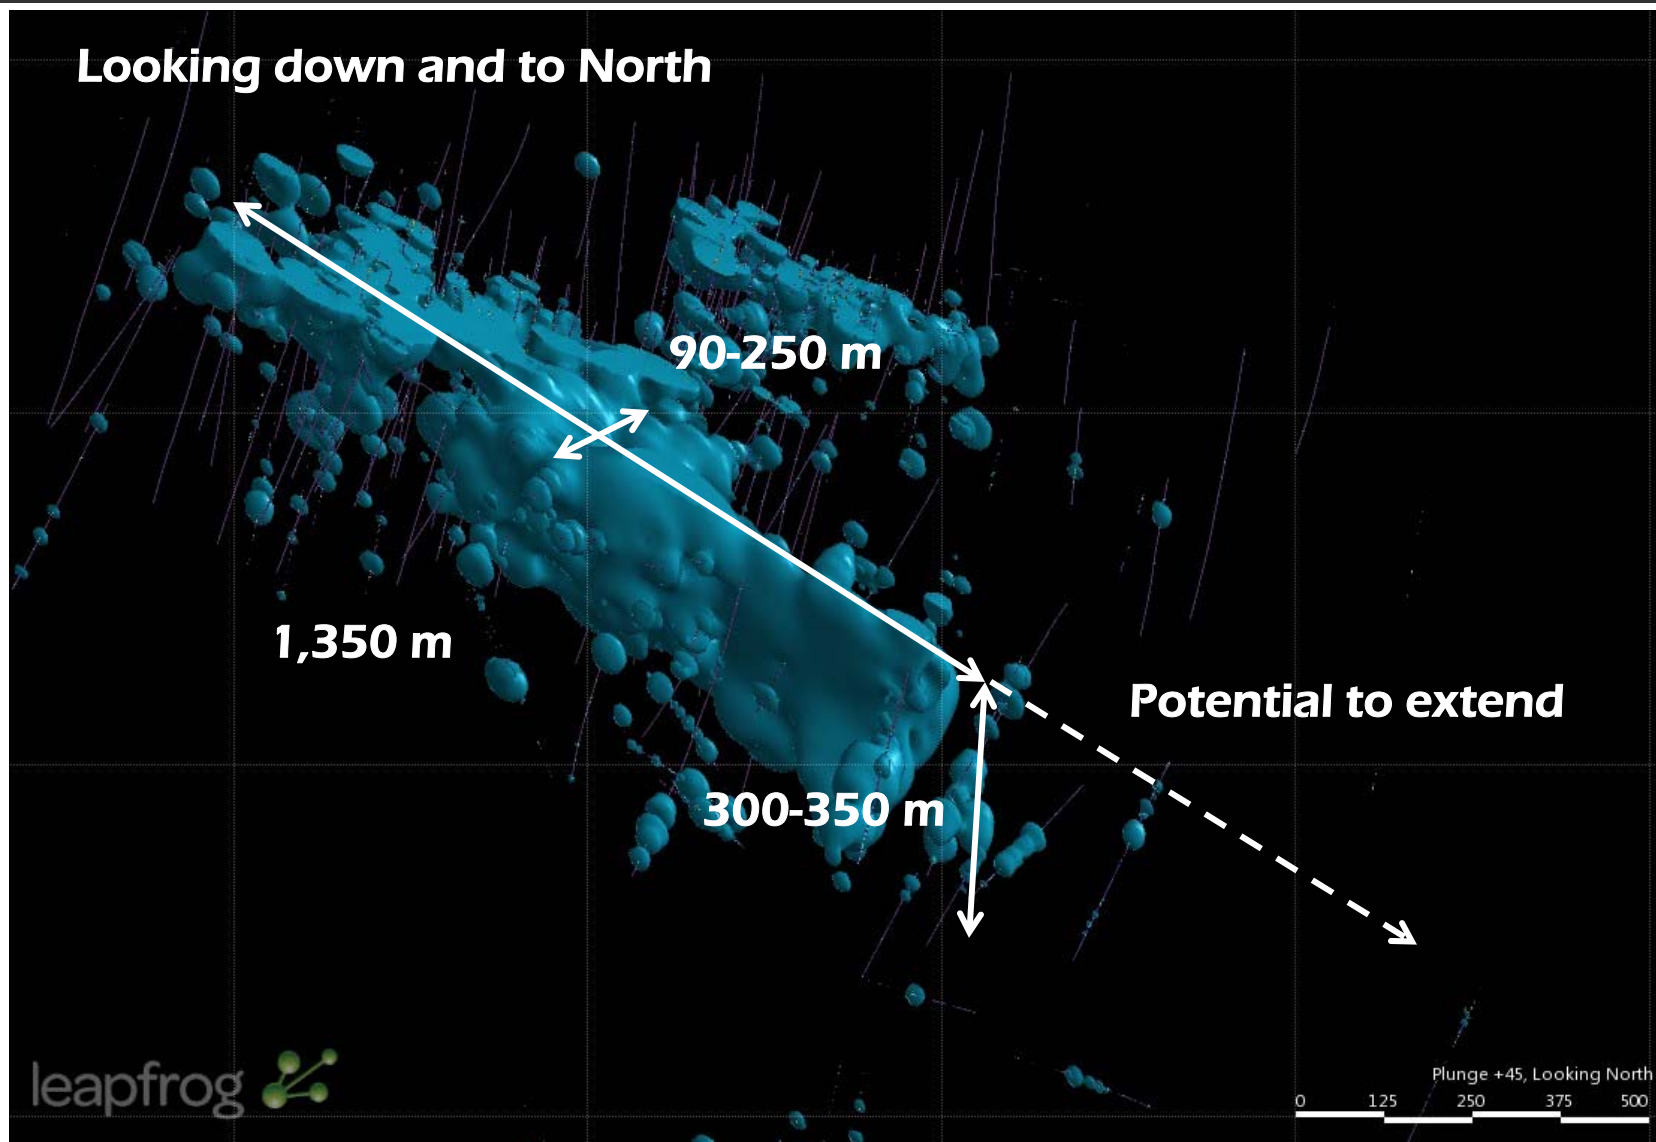 Looking down and to North
90-250 m
1,350 m
Potential to extend
300-350 m
leapfrog
Plunge +45, Looking North
0 125 250 375 500